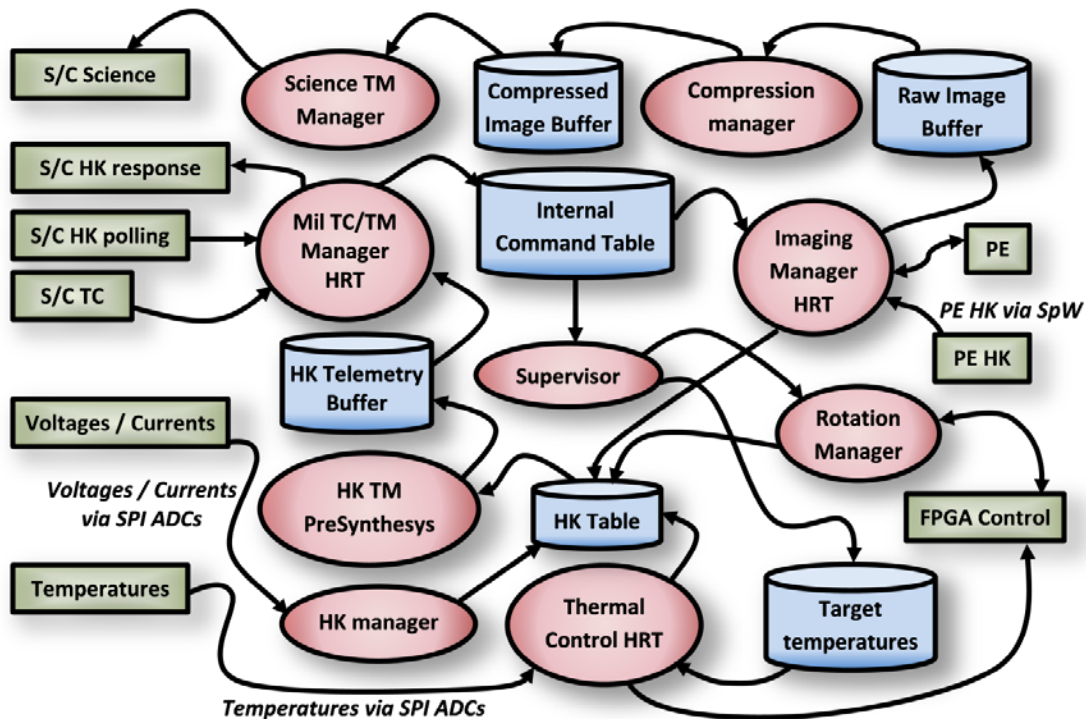 S/C Science
Science TM
Manager
Compressed
Image Buffer
Compression
manager
Raw Image
Buffer
S/C HK response
S/C HK polling
S/C TC
Mil TC/TM
Manager
HRT
Internal
Command Table
Imaging
Manager
HRT
PE
PE HK via SpW
PE HK
HK Telemetry
Buffer
Supervisor
Rotation
Manager
Voltages / Currents
Voltages / Currents
via SPI ADCs
HK TM
PreSynthesys
HK Table
FPGA Control
Temperatures
HK manager
Thermal
Control HRT
Target
temperatures
Temperatures via SPI ADCs